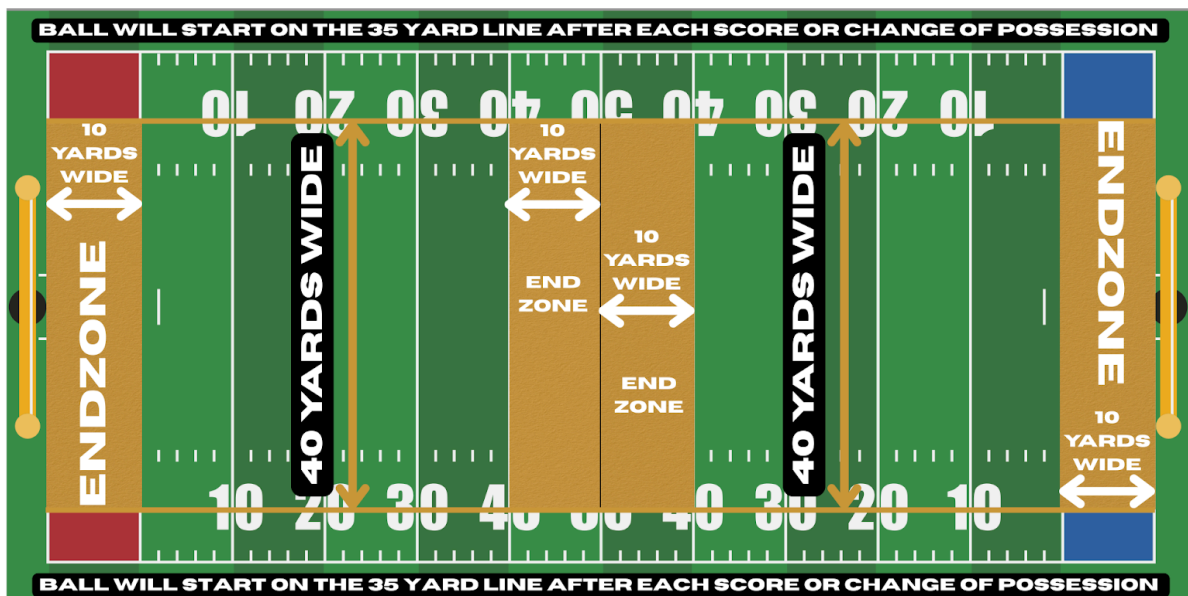 BALL WILL START ON THE 35 YARD LINE AFTER EACH SCORE OR CHANGE OF POSSESSION
10 20 30 40 50 40 30 20 10
10
YARDS
WIDE
ENDZONE
40 YARDS WIDE
10
YARDS
WIDE
END
ZONE
10
YARDS
WIDE
END
ZONE
40 YARDS WIDE
ENDZONE
10
YARDS
WIDE
10 20 30 40 50 40 30 20 10
BALL WILL START ON THE 35 YARD LINE AFTER EACH SCORE OR CHANGE OF POSSESSION